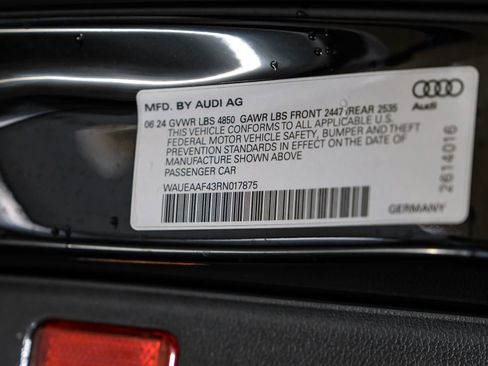 MFD. BY AUDI AG
Audi
06 24 GVWR LBS 4850 GAWR LBS FRONT 2447 /REAR 2535
THIS VEHICLE CONFORMS TO ALL APPLICABLE U.S.
FEDERAL MOTOR VEHICLE SAFETY, BUMPER AND THEFT
PREVENTION STANDARDS IN EFFECT ON THE DATE OF
MANUFACTURE SHOWN ABOVE
PASSENGER CAR
WAUEAAF43RN017875
2614016
GERMANY